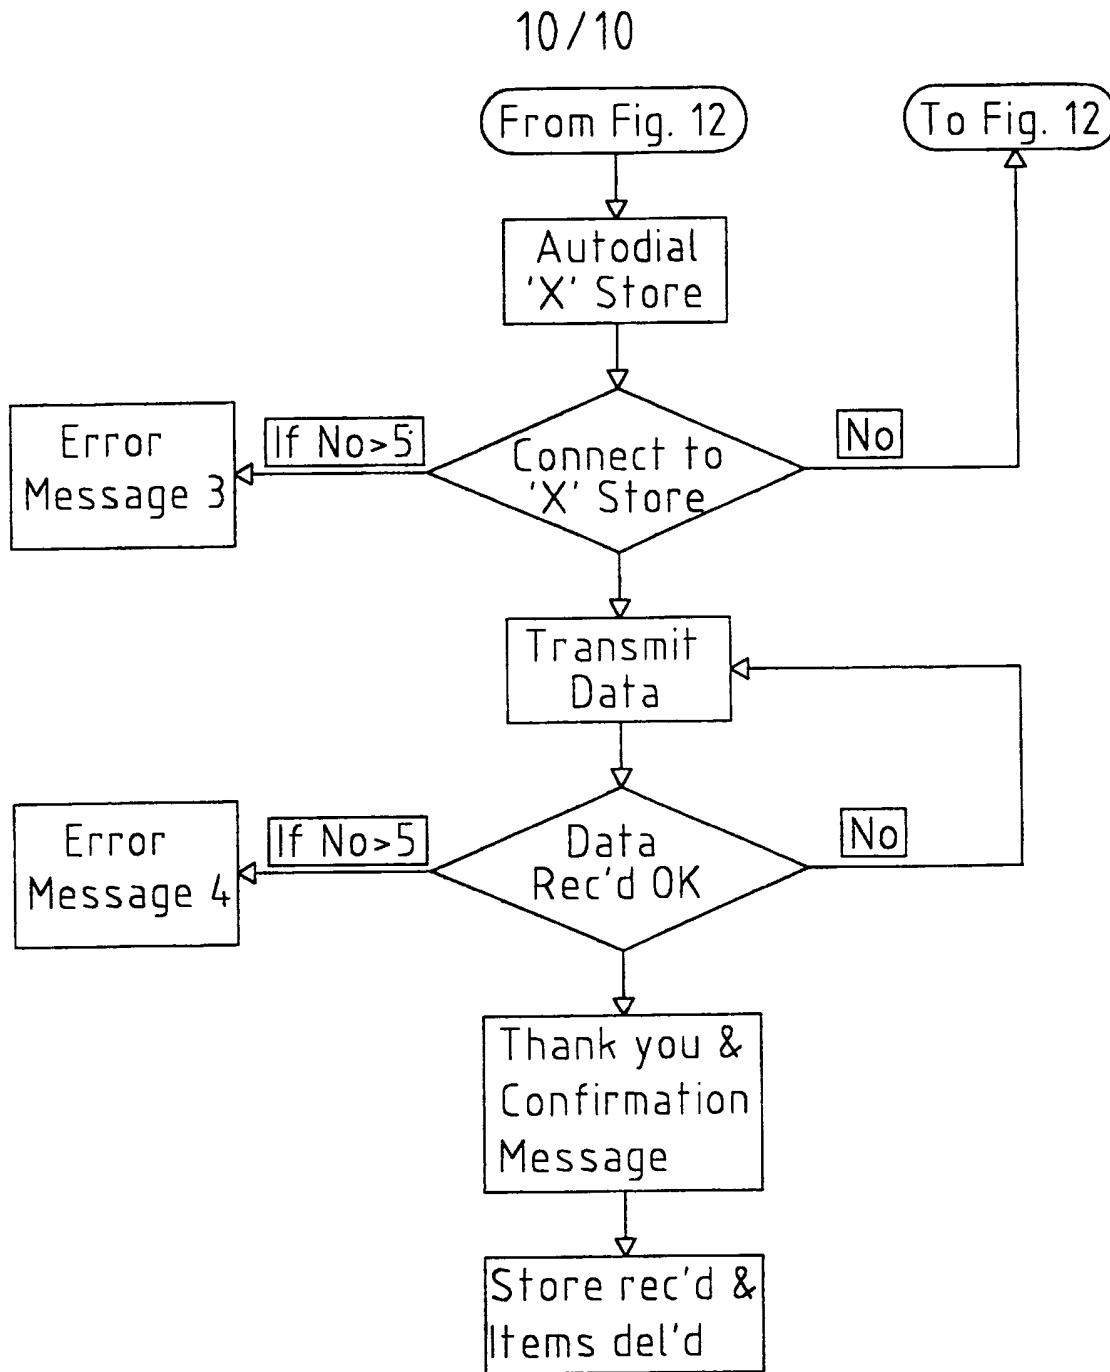 10/10
From Fig. 12
To Fig. 12
Autodial
'X' Store
Error
Message 3
If No>5
Connect to
'X' Store
No
Transmit
Data
Error
Message 4
If No>5
Data
Rec'd OK
No
Thank you &
Confirmation
Message
Store rec'd &
Items del'd